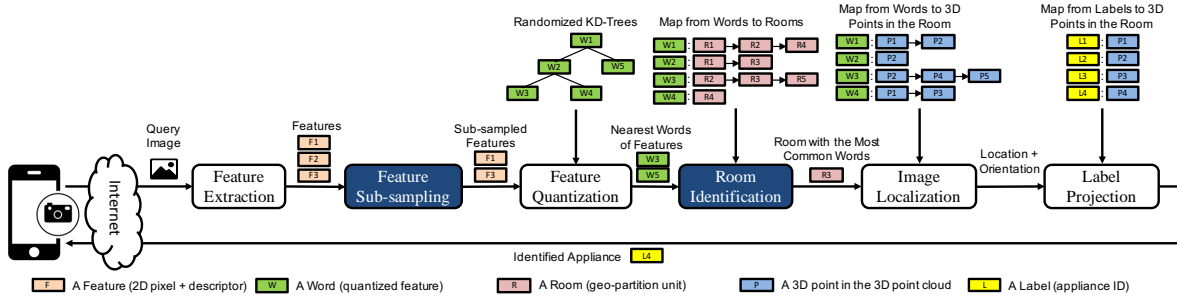 Randomized KD-Trees
W1
W2
W5
W3
W4
Map from Words to Rooms
W1 : R1 R2 R4
W2 : R1 R3
W3 : R2 R3 R5
W4 : R4
Map from Words to 3D
Points in the Room
W1 : P1 P2
W2 : P2
W3 : P2 P4 P5
W4 : P1 P3
Map from Labels to 3D
Points in the Room
L1 : P1
L2 : P2
L3 : P3
L4 : P4
Internet
Query
Image
Feature
Extraction
Features
F1
F2
F3
Feature
Sub-sampling
Sub-sampled
Features
F1
F3
Feature
Quantization
Nearest Words
of Features
W3
W5
Room
Identification
Room with the Most
Common Words
R3
Image
Localization
Location +
Orientation
Label
Projection
Identified Appliance L4
F A Feature (2D pixel + descriptor)
W A Word (quantized feature)
R A Room (geo-partition unit)
P A 3D point in the 3D point cloud
L A Label (appliance ID)